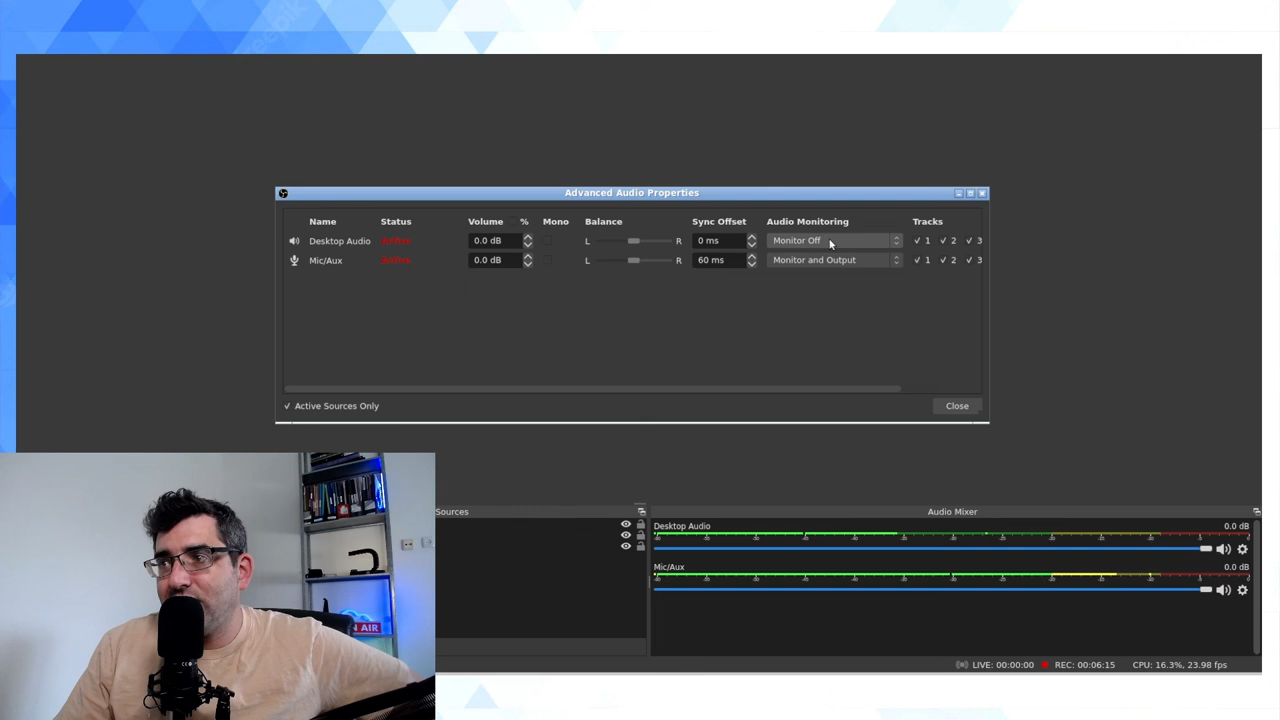 Advanced Audio Properties
Name Status Volume % Mono Balance Sync Offset Audio Monitoring Tracks
Desktop Audio Active 0.0 dB L R 0 ms Monitor Off 1 2 3
Mic/Aux Active 0.0 dB L R 60 ms Monitor and Output 1 2 3
Active Sources Only Close
Sources Audio Mixer
Desktop Audio 0.0 dB
Mic/Aux 0.0 dB
AIR
LIVE: 00:00:00 REC: 00:06:15 CPU: 16.3%, 23.98 fps